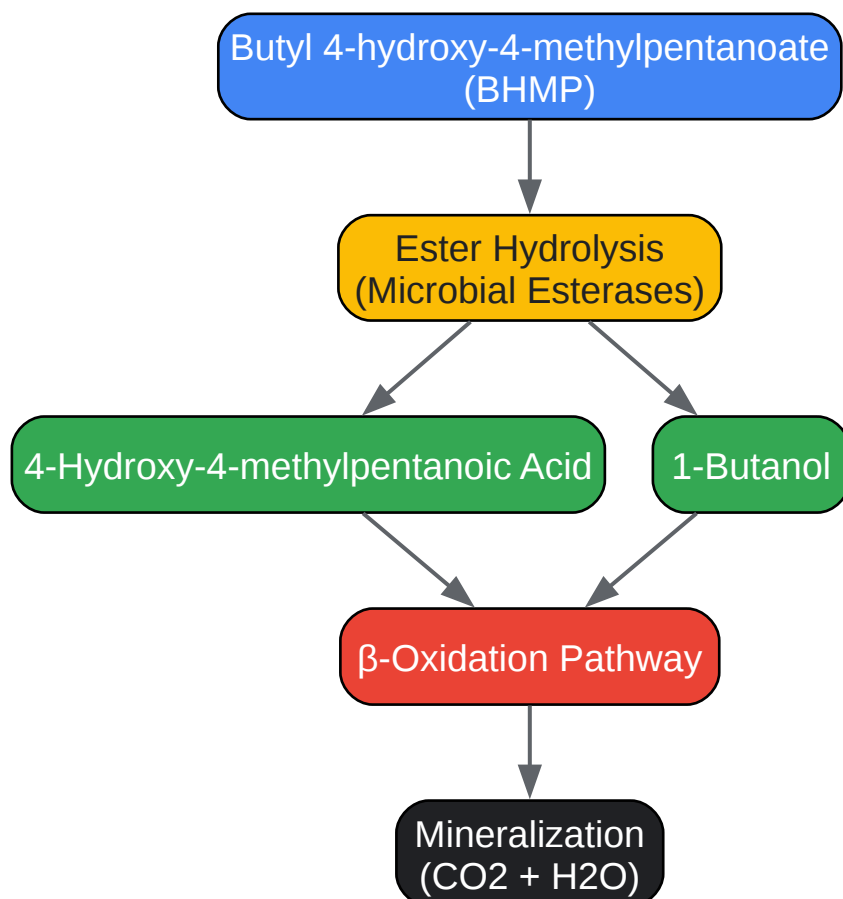 Butyl 4-hydroxy-4-methylpentanoate
(BHMP)
Ester Hydrolysis
(Microbial Esterases)
4-Hydroxy-4-methylpentanoic Acid
1-Butanol
β-Oxidation Pathway
Mineralization
(CO2 + H2O)